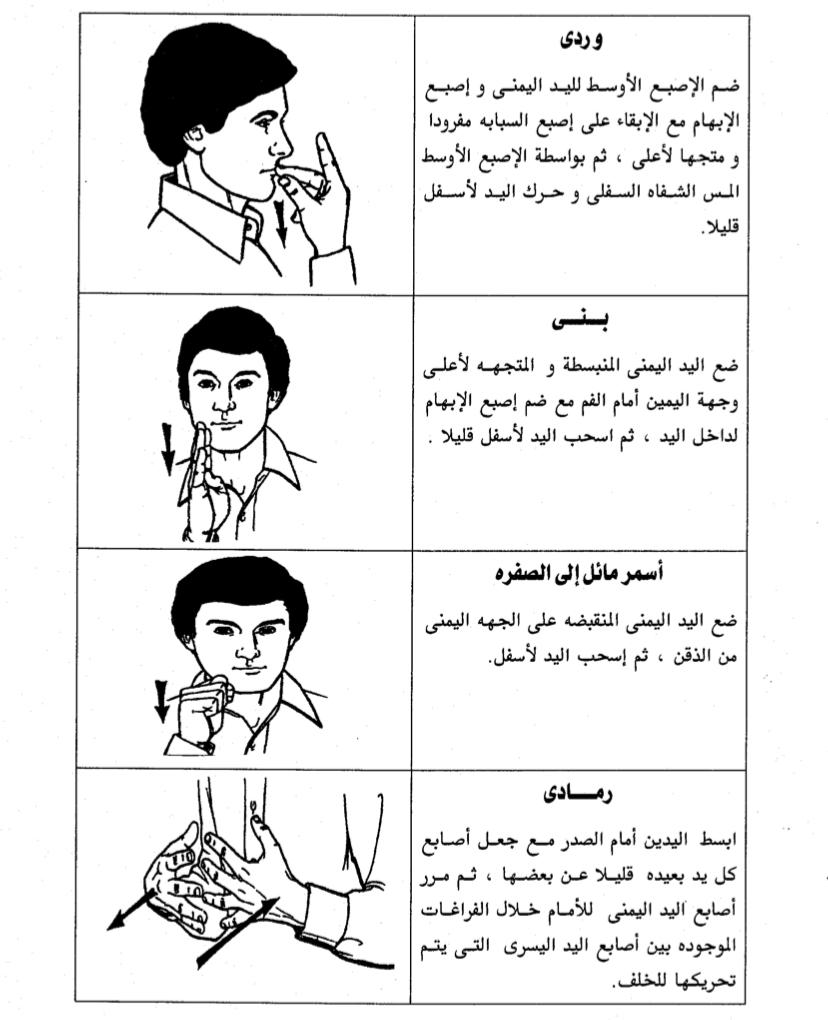 وردى
ضم الإصبع الأوسط لليد اليمنى و إصبع
الإبهام مع الإبقاء على إصبع السبابه مفرودا
و متجها لأعلى ، ثم بواسطة الإصبع الأوسط
المس الشفاه السفلى و حرك اليد لأسفل
قليلا.
بنى
ضع اليد اليمنى المنبسطة و المتجهه لأعلى
وجهة اليمين أمام الفم مع ضم إصبع الإبهام
لداخل اليد ، ثم اسحب اليد لأسفل قليلا .
أسمر مائل إلى الصفره
ضع اليد اليمنى المنقبضه على الجهه اليمنى
من الذقن ، ثم إسحب اليد لأسفل.
رمادى
ابسط اليدين أمام الصدر مع جعل أصابع
كل يد بعيده قليلا عن بعضها ، ثم مرر
أصابع اليد اليمنى للأمام خلال الفراغات
الموجوده بين أصابع اليد اليسرى التى يتم
تحريكها للخلف.